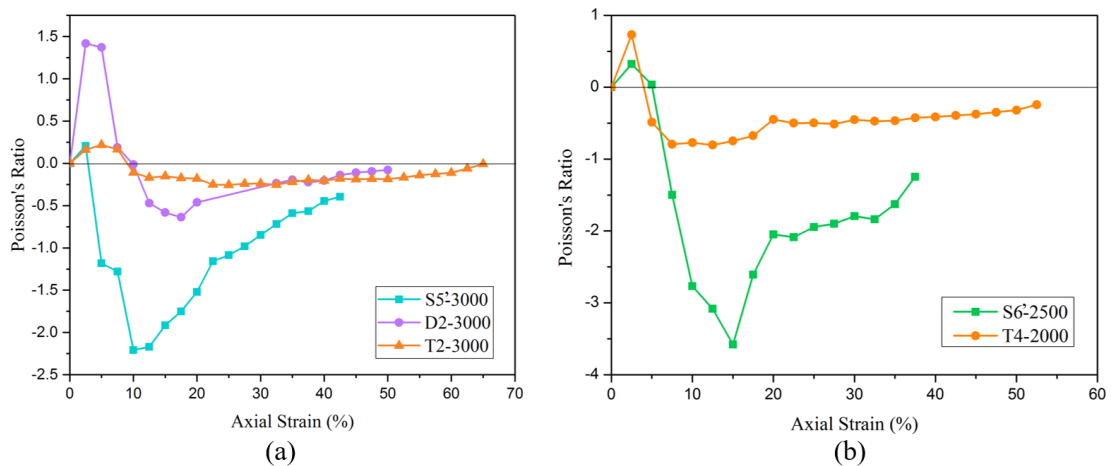 1.5
1.0
0.5
0.0
-0.5
-1.0
-1.5
-2.0
-2.5
Poisson's Ratio
0 10 20 30 40 50 60 70
Axial Strain (%)
S5²-3000
D2-3000
T2-3000
(a)
1
0
-1
-2
-3
-4
Poisson's Ratio
0 10 20 30 40 50 60
Axial Strain (%)
S6²-2500
T4-2000
(b)